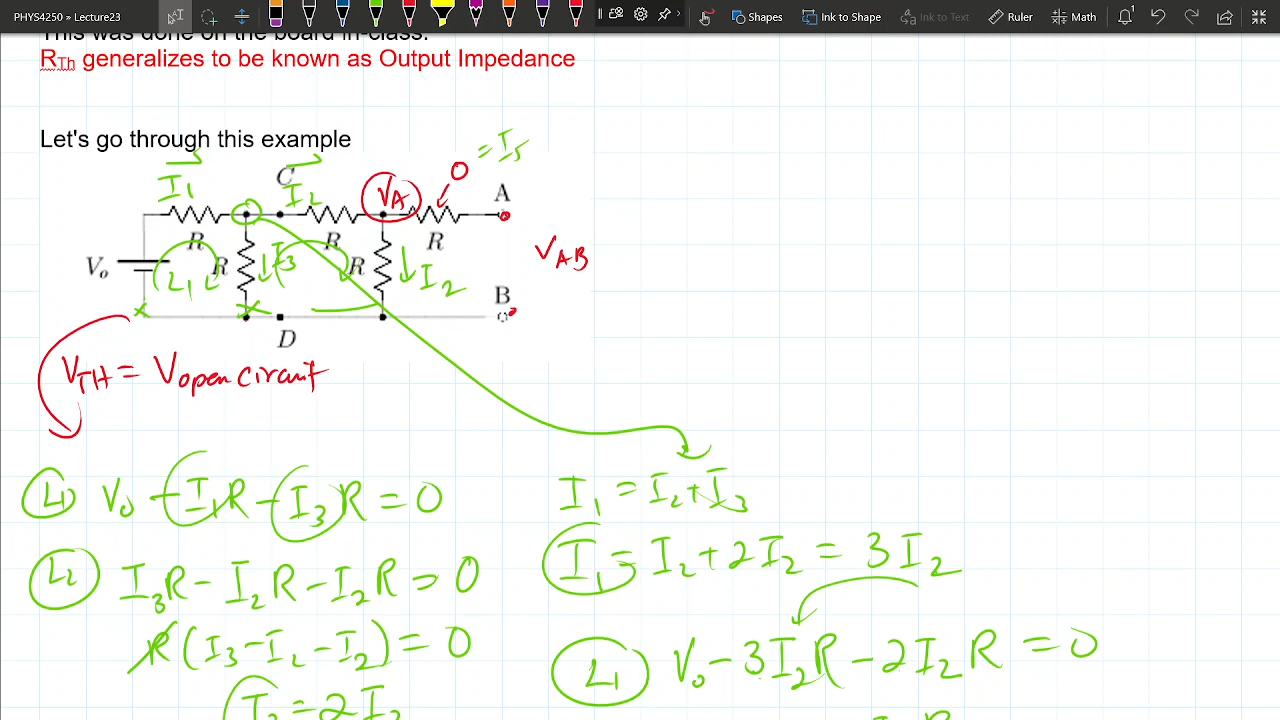 PHYS4250 » Lecture23
Shapes
Ink to Shape
Ink to Text
Ruler
Math
This was done on the board in-class.
RTh generalizes to be known as Output Impedance
Let's go through this example
I₁
C
I₂
VA
0
= I₅
A
R
R
R
Vo
L₁
R
I₃
R
I₂
VAB
B
D
VTH = Vopen circuit
L₁ V₀ - I₁R - I₃R = 0
L₂ I₃R - I₂R - I₂R = 0
R(I₃ - I₂ - I₂) = 0
I₃ = 2I₂
I₁ = I₂ + I₃
I₁ = I₂ + 2I₂ = 3I₂
L₁ V₀ - 3I₂R - 2I₂R = 0